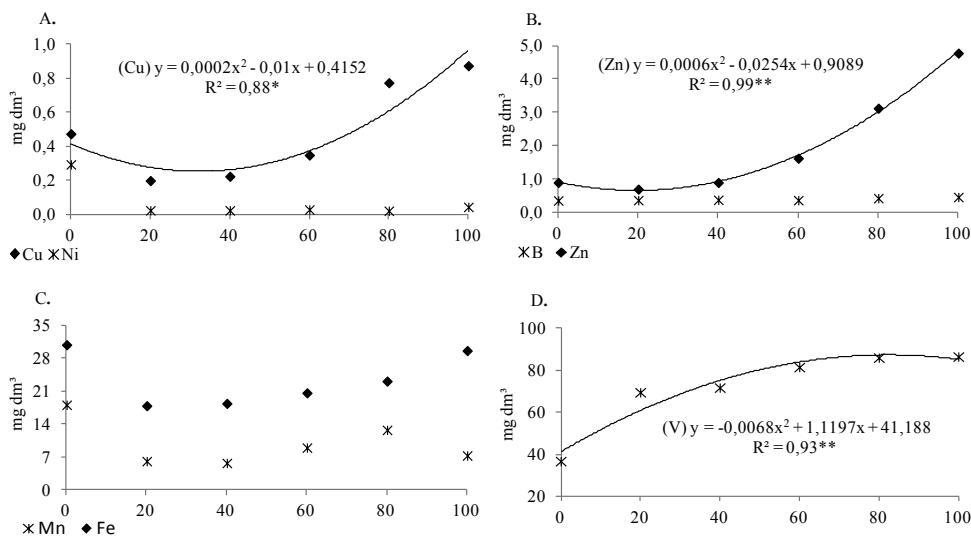 A.
mg dm³
1,0
0,8
0,6
0,4
0,2
0,0
(Cu) y = 0,0002x² - 0,01x + 0,4152
R² = 0,88*
0 20 40 60 80 100
Cu Ni
B.
mg dm³
5,0
4,0
3,0
2,0
1,0
0,0
(Zn) y = 0,0006x² - 0,0254x + 0,9089
R² = 0,99**
0 20 40 60 80 100
B Zn
C.
mg dm³
35
28
21
14
7
0
0 20 40 60 80 100
Mn Fe
D.
mg dm³
100
80
60
40
20
(V) y = -0,0068x² + 1,1197x + 41,188
R² = 0,93**
0 20 40 60 80 100